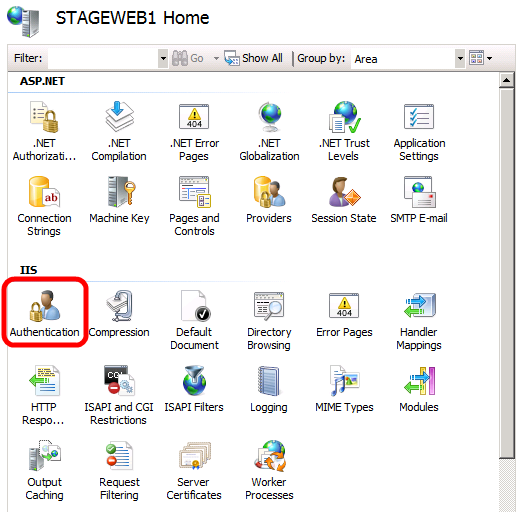 STAGEWEB1 Home
Filter: Go Show All Group by: Area
ASP.NET
.NET Authorizati... .NET Compilation .NET Error Pages .NET Globalization .NET Trust Levels Application Settings
Connection Strings Machine Key Pages and Controls Providers Session State SMTP E-mail
IIS
Authentication Compression Default Document Directory Browsing Error Pages Handler Mappings
HTTP Respo... ISAPI and CGI Restrictions ISAPI Filters Logging MIME Types Modules
Output Caching Request Filtering Server Certificates Worker Processes
404
ab
404
CGI